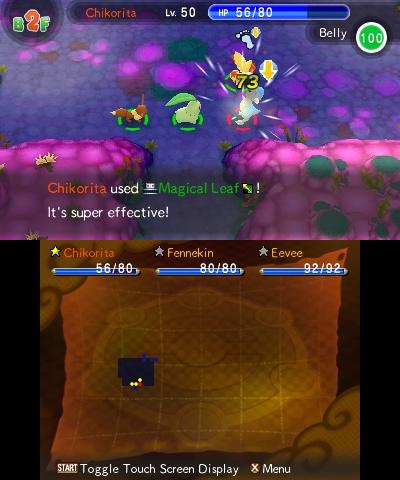 B2F Chikorita Lv. 50 HP 56/80
Belly 100
73
Chikorita used Magical Leaf!
It's super effective!
Chikorita Fennekin Eevee
56/80 80/80 92/92
START Toggle Touch Screen Display X Menu